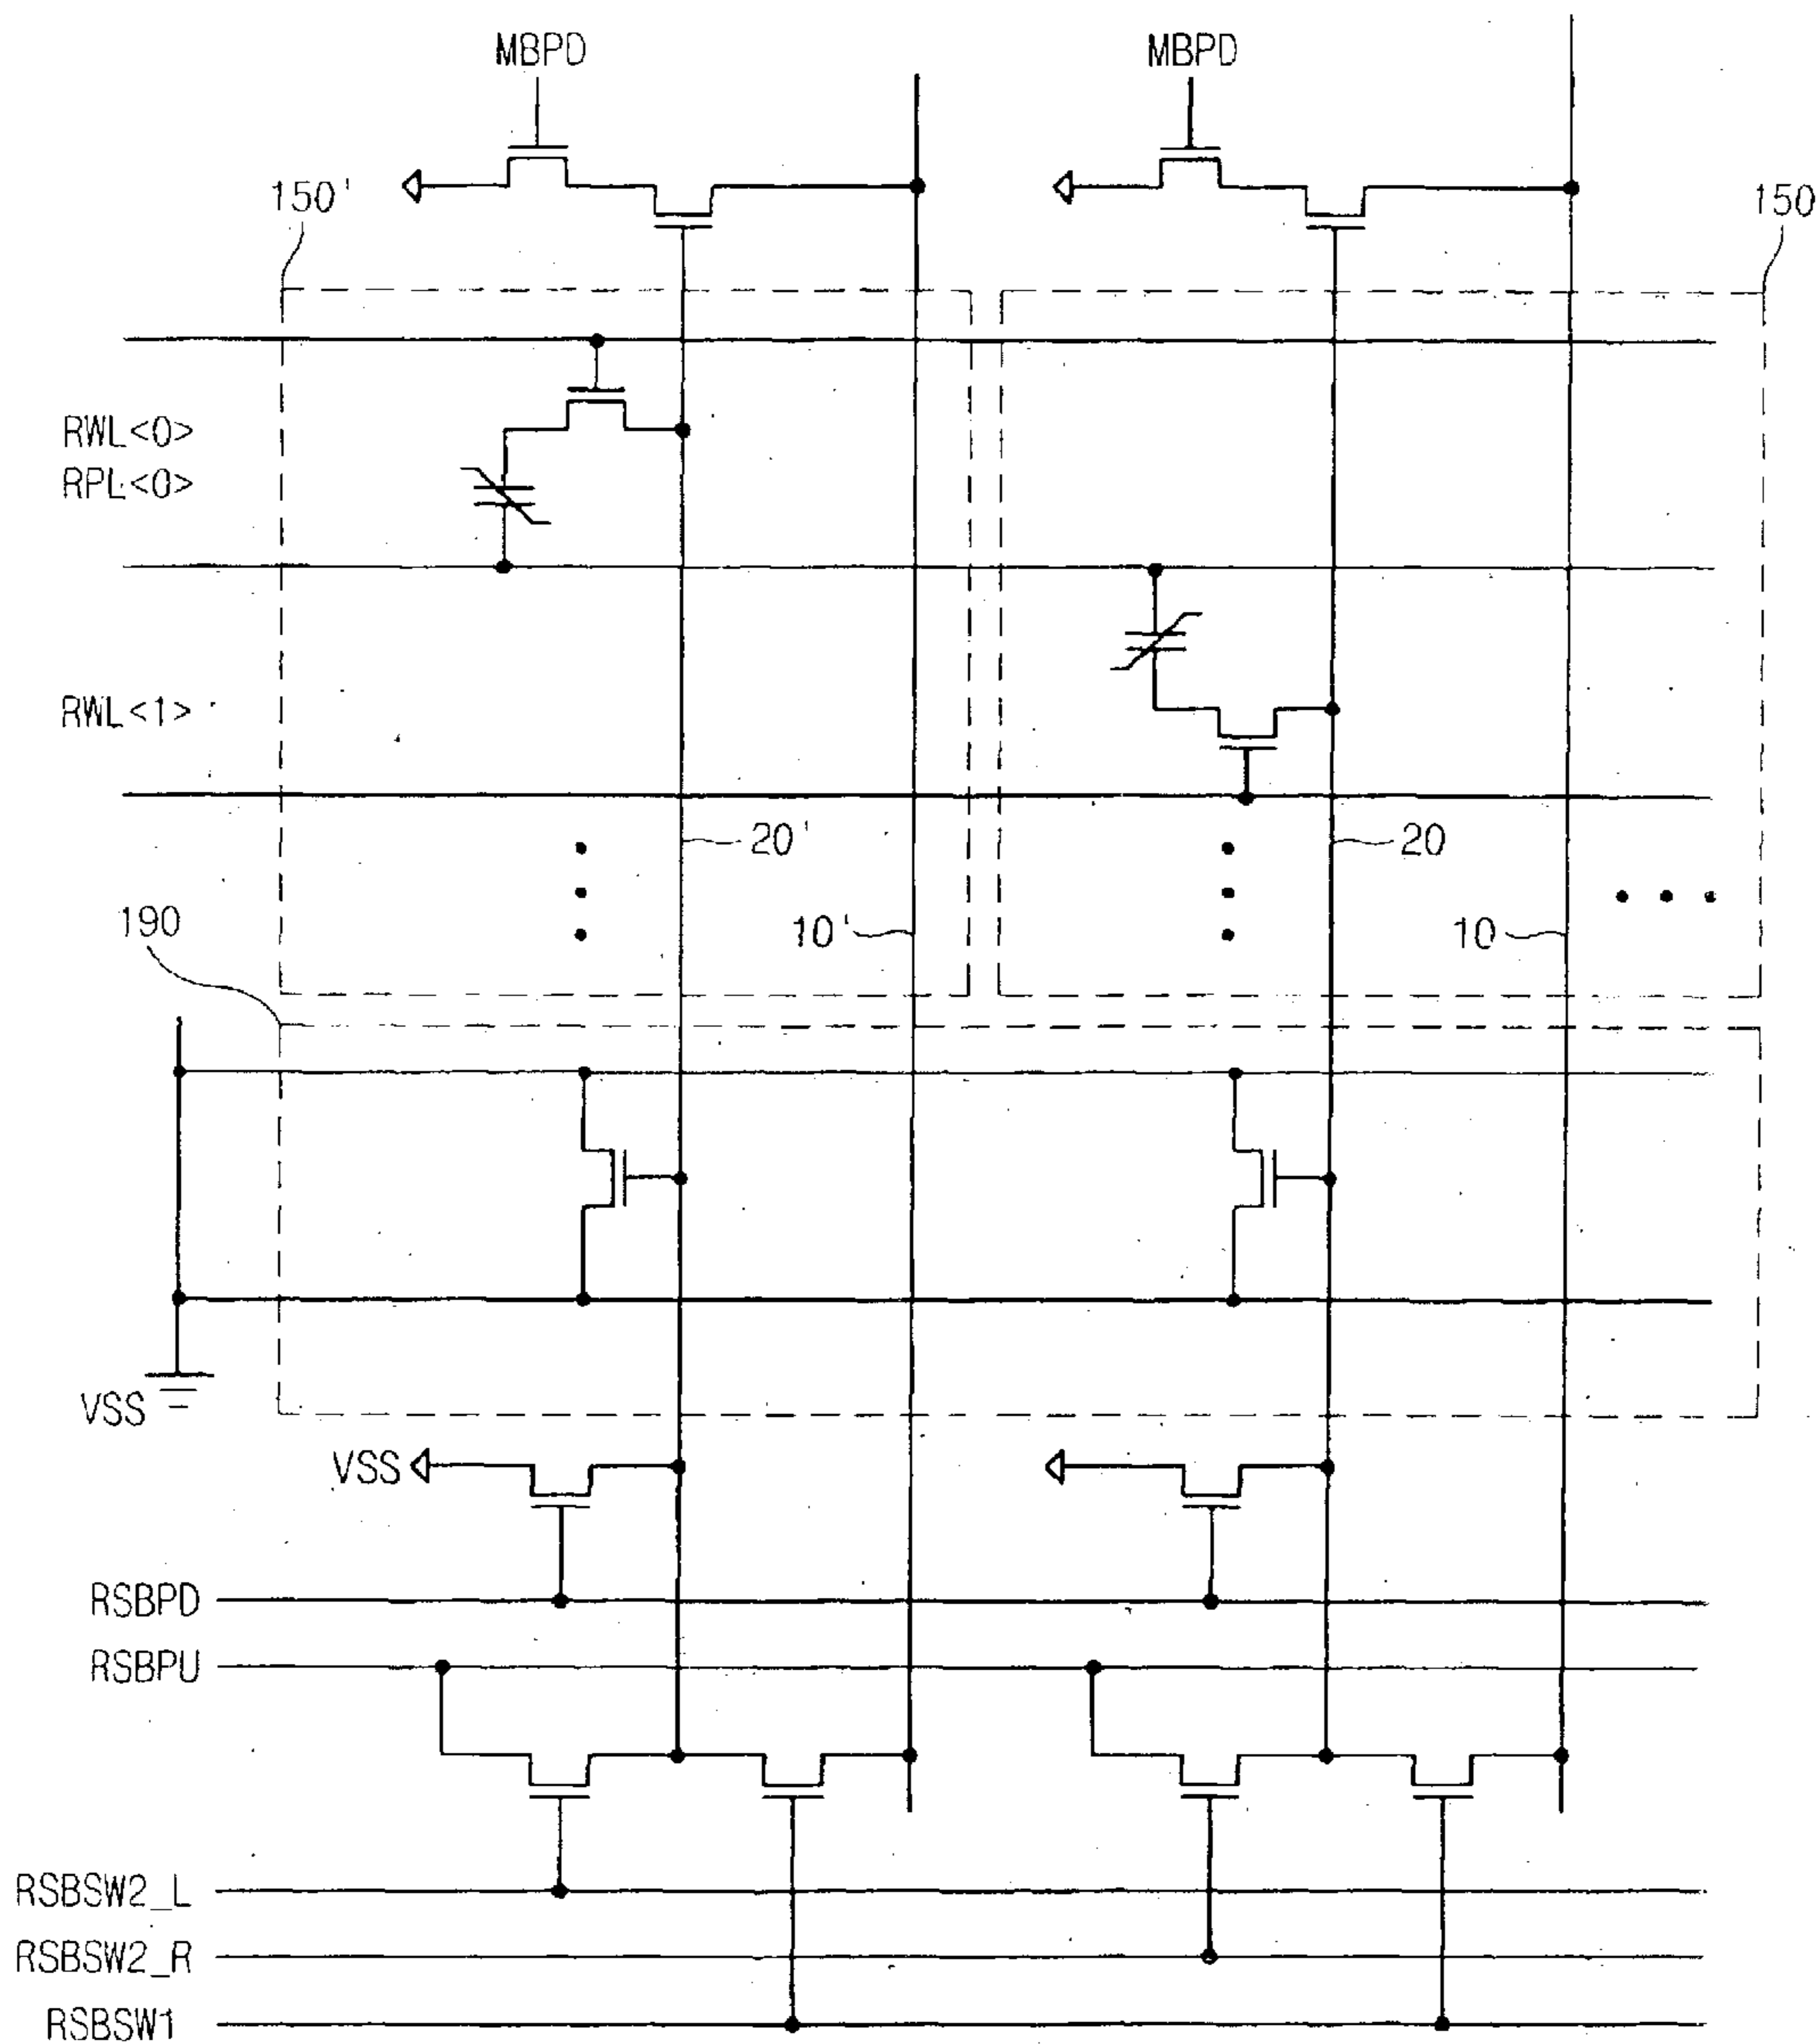 MBPD
MBPD
150'
150
RWL<0>
RPL<0>
RWL<1>
20'
20
10'
10
190
VSS
VSS
RSBPD
RSBPU
RSBSW2_L
RSBSW2_R
RSBSW1